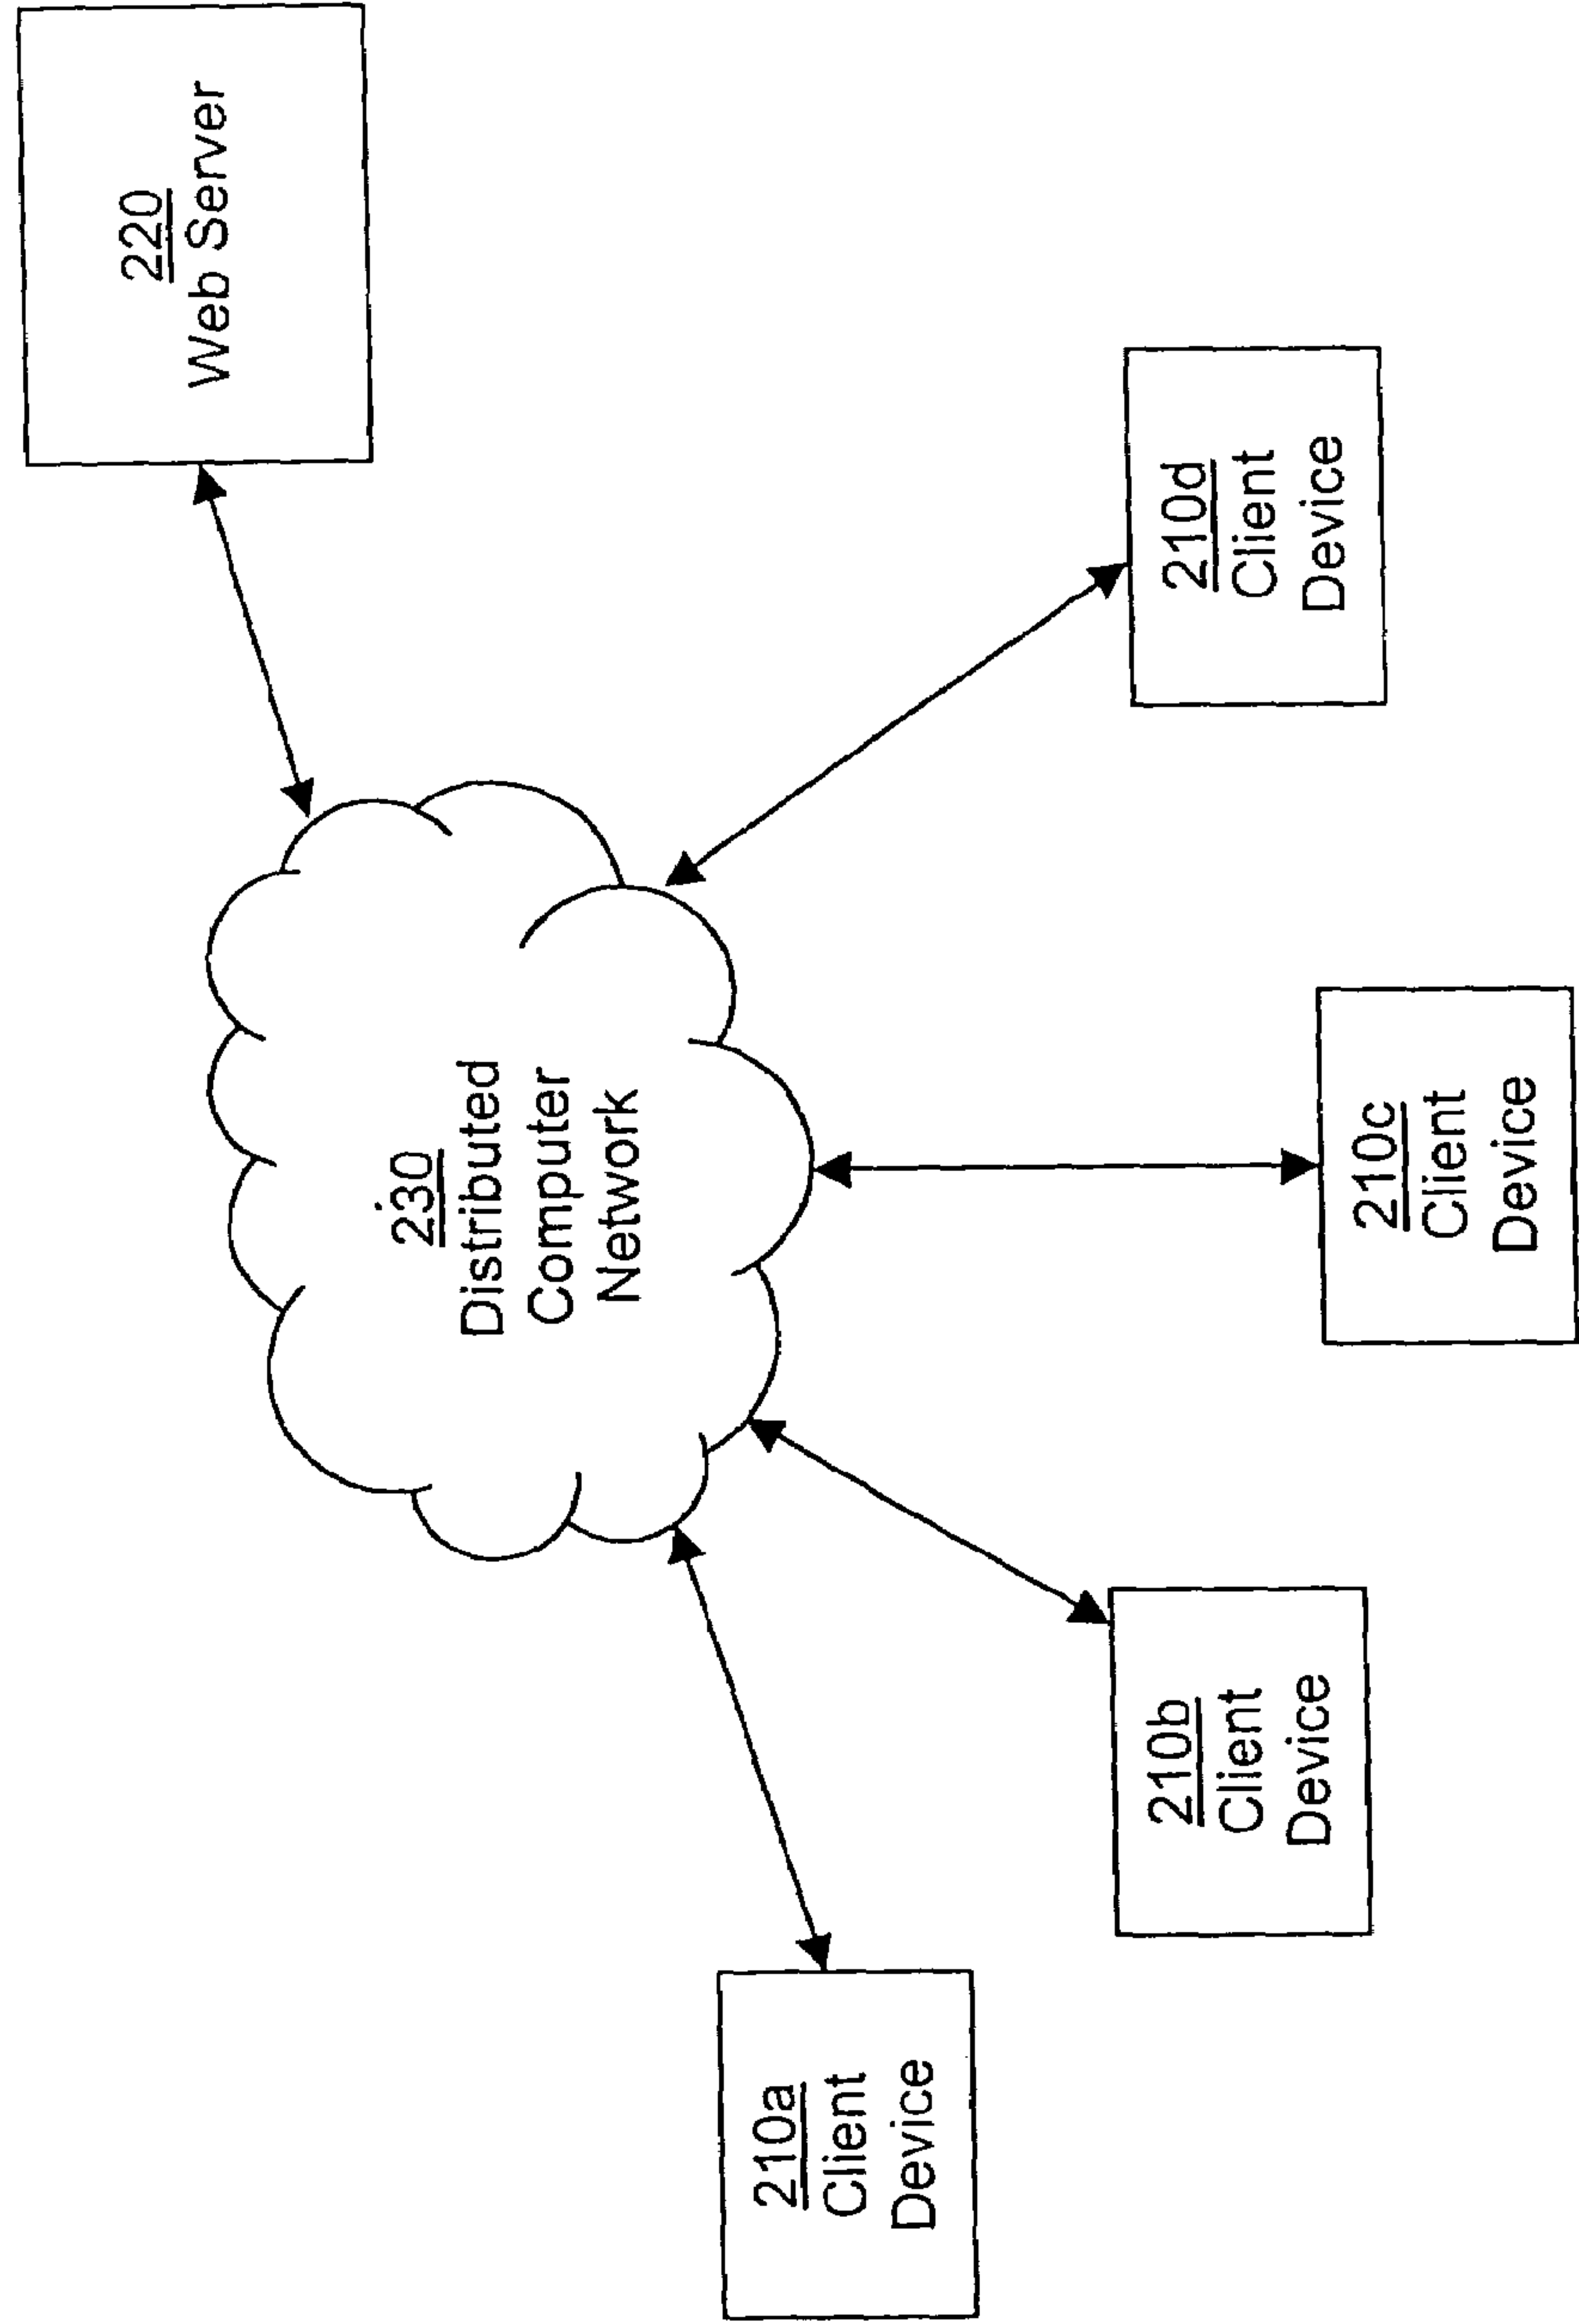 220
Web Server
230
Distributed
Computer
Network
210a
Client
Device
210b
Client
Device
210c
Client
Device
210d
Client
Device